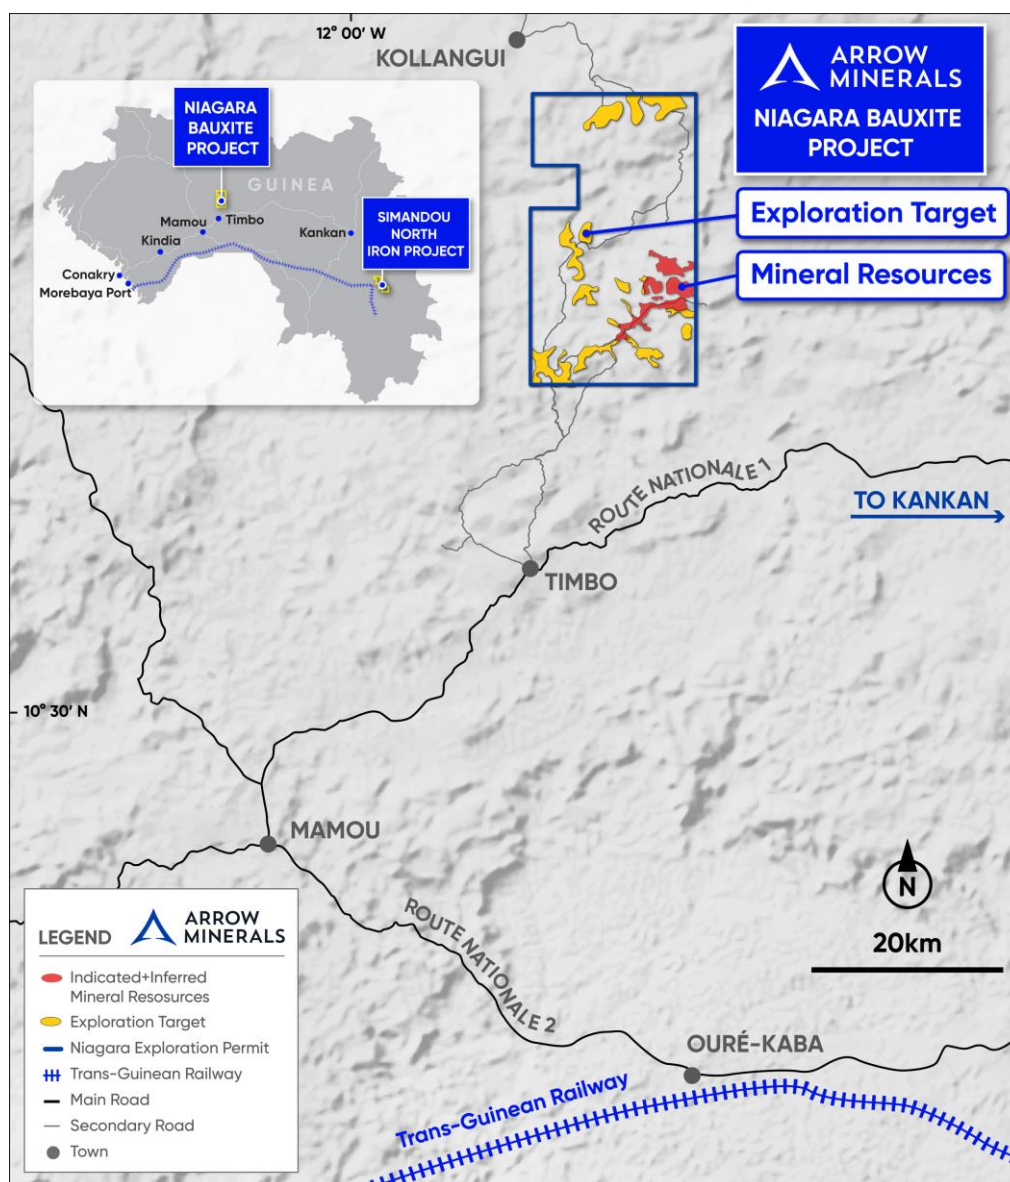 12° 00' W
KOLLANGUI
ARROW
MINERALS
NIAGARA BAUXITE
PROJECT
NIAGARA
BAUXITE
PROJECT
GUINEA
SIMANDOU
NORTH
IRON PROJECT
Mamou
Timbo
Kankan
Kindia
Conakry
Morebaya Port
Exploration Target
Mineral Resources
ROUTE NATIONALE 1
TO KANKAN
TIMBO
10° 30' N
MAMOU
N
20km
ROUTE NATIONALE 2
OURÉ-KABA
Trans-Guinean Railway
LEGEND
ARROW
MINERALS
Indicated+Inferred
Mineral Resosurces
Exploration Target
Niagara Exploration Permit
Trans-Guinean Railway
Main Road
Secondary Road
Town